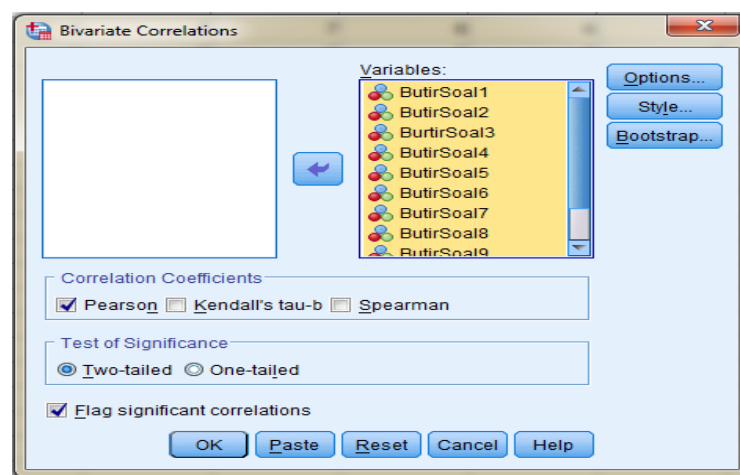 Bivariate Correlations
Variables:
ButirSoal1
ButirSoal2
BurtirSoal3
ButirSoal4
ButirSoal5
ButirSoal6
ButirSoal7
ButirSoal8
ButirSoal9
Options...
Style...
Bootstrap...
Correlation Coefficients
Pearson Kendall's tau-b Spearman
Test of Significance
Two-tailed One-tailed
Flag significant correlations
OK Paste Reset Cancel Help